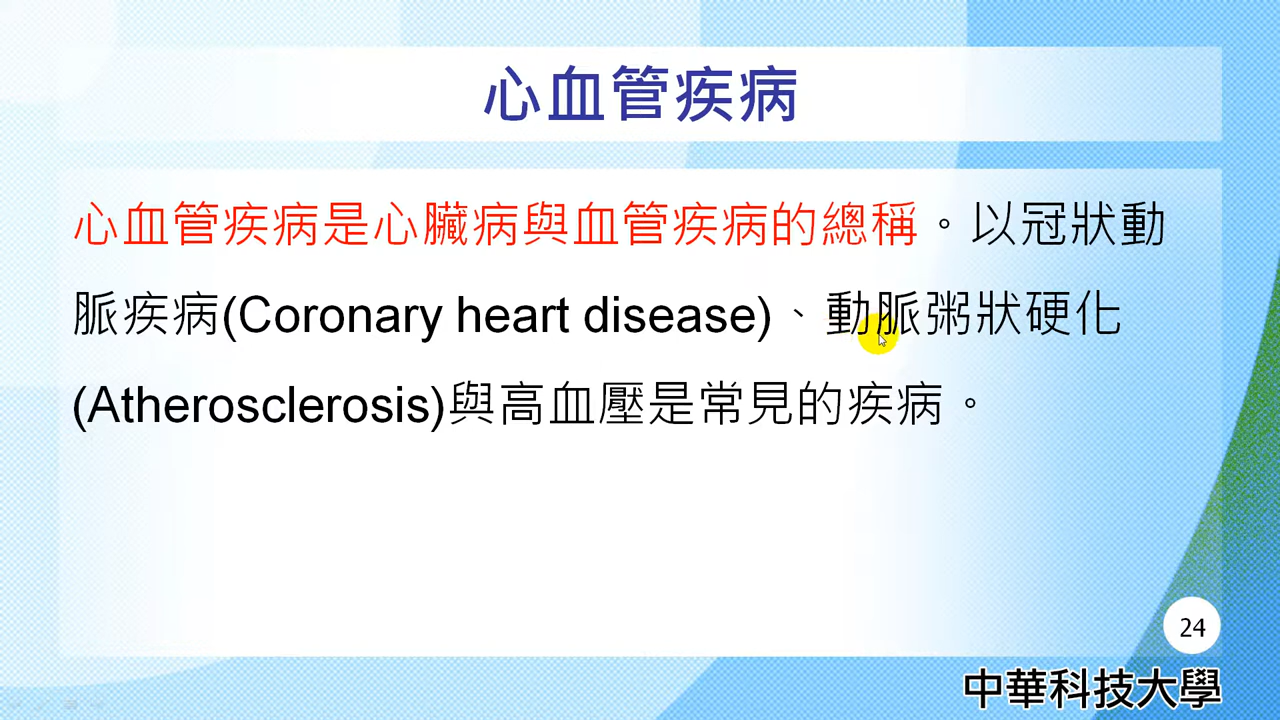 心血管疾病
心血管疾病是心臟病與血管疾病的總稱。以冠狀動
脈疾病(Coronary heart disease)、動脈粥狀硬化
(Atherosclerosis)與高血壓是常見的疾病。
24
中華科技大學